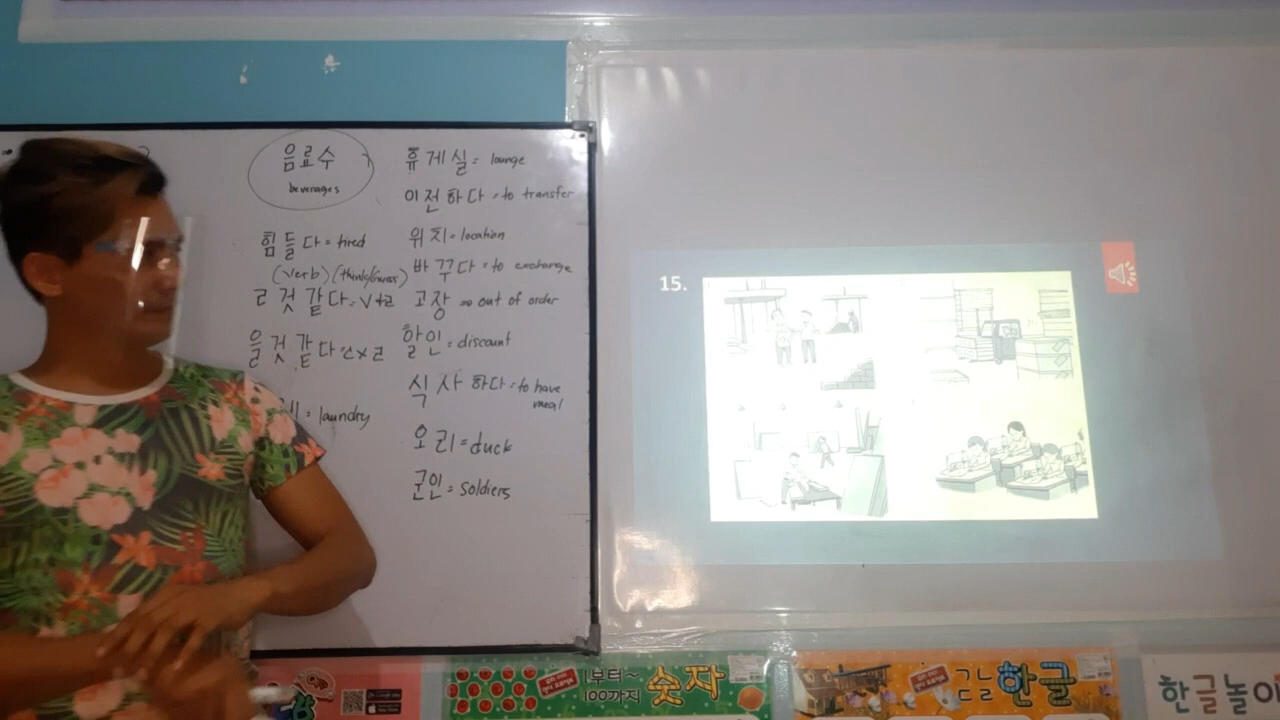 음료수
beverages
힘들다 = tired
(verb) (think/Guess)
ㄹ것같다 = V+ㄹ
을것같다
= laundry
휴게실 = lounge
이전하다 = to transfer
위치 = location
바꾸다 = to exchange
고장 => out of order
할인 = discount
식사하다 = to have
meal
오리 = duck
군인 = soldiers
15.
1부터~
100까지 숫자
한글
한글놀이